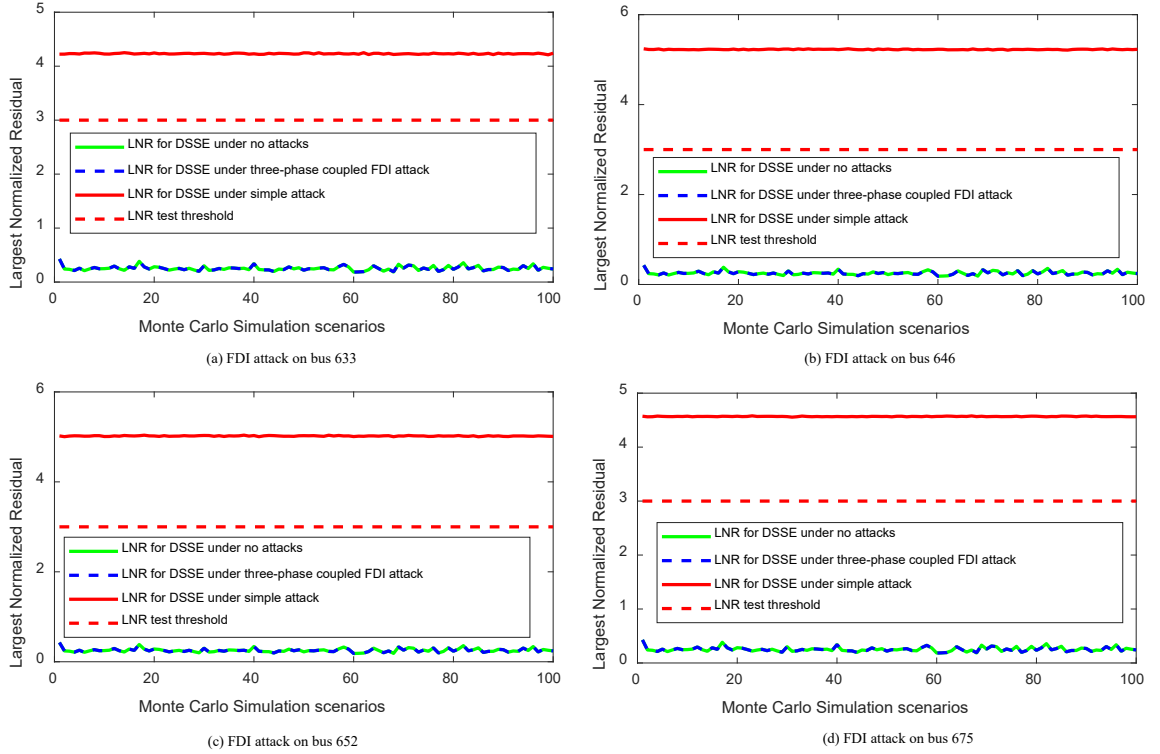 5
4
3
2
1
0
Largest Normalized Residual
LNR for DSSE under no attacks
LNR for DSSE under three-phase coupled FDI attack
LNR for DSSE under simple attack
LNR test threshold
0 20 40 60 80 100
Monte Carlo Simulation scenarios
(a) FDI attack on bus 633
6
4
2
0
Largest Normalized Residual
LNR for DSSE under no attacks
LNR for DSSE under three-phase coupled FDI attack
LNR for DSSE under simple attack
LNR test threshold
0 20 40 60 80 100
Monte Carlo Simulation scenarios
(b) FDI attack on bus 646
6
4
2
0
Largest Normalized Residual
LNR for DSSE under no attacks
LNR for DSSE under three-phase coupled FDI attack
LNR for DSSE under simple attack
LNR test threshold
0 20 40 60 80 100
Monte Carlo Simulation scenarios
(c) FDI attack on bus 652
5
4
3
2
1
0
Largest Normalized Residual
LNR for DSSE under no attacks
LNR for DSSE under three-phase coupled FDI attack
LNR for DSSE under simple attack
LNR test threshold
0 20 40 60 80 100
Monte Carlo Simulation scenarios
(d) FDI attack on bus 675